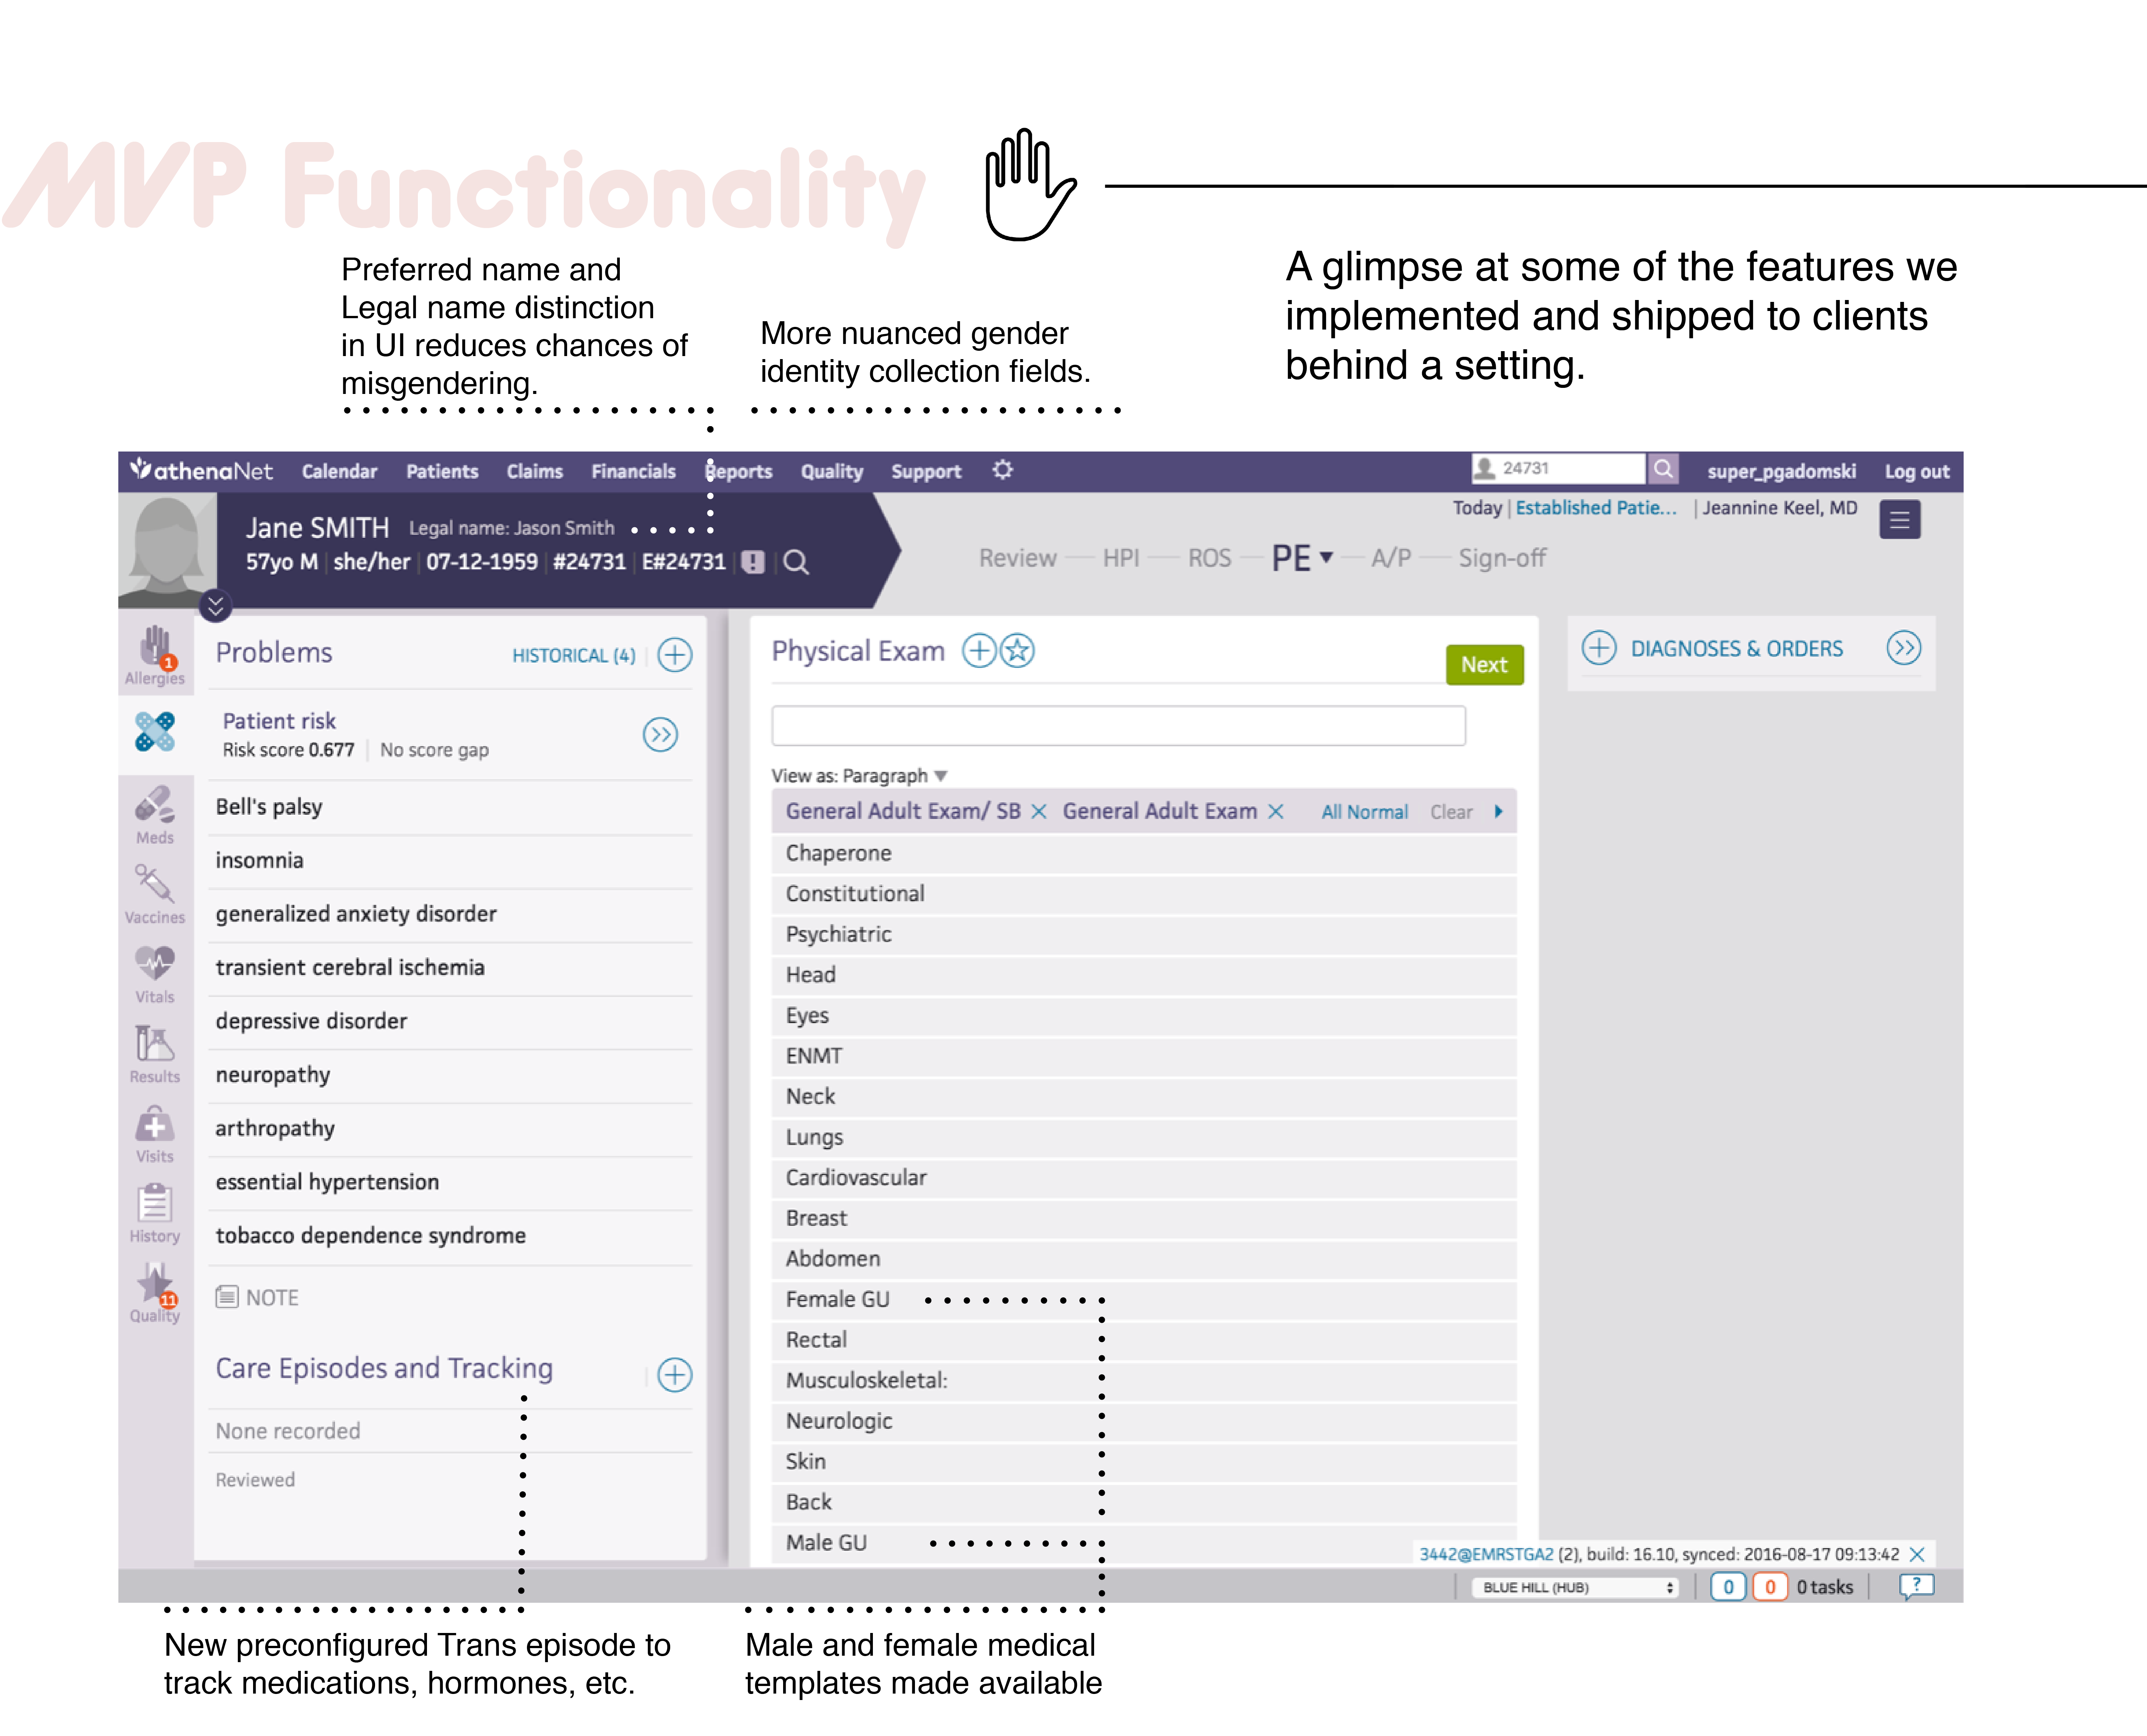 MVP Functionality
Preferred name and
Legal name distinction
in UI reduces chances of
misgendering.
More nuanced gender
identity collection fields.
A glimpse at some of the features we
implemented and shipped to clients
behind a setting.
athenaNet Calendar Patients Claims Financials Reports Quality Support 24731 super_pgadomski Log out
Today | Established Patie... | Jeannine Keel, MD
Jane SMITH Legal name: Jason Smith
57yo M | she/her | 07-12-1959 | #24731 | E#24731 !
Review HPI ROS PE A/P Sign-off
1
Allergies
Meds
Vaccines
Vitals
Results
Visits
History
11
Quality
Problems HISTORICAL (4)
Patient risk
Risk score 0.677 | No score gap
Bell's palsy
insomnia
generalized anxiety disorder
transient cerebral ischemia
depressive disorder
neuropathy
arthropathy
essential hypertension
tobacco dependence syndrome
NOTE
Care Episodes and Tracking
None recorded
Reviewed
Physical Exam
Next
View as: Paragraph
General Adult Exam/ SB × General Adult Exam × All Normal Clear
Chaperone
Constitutional
Psychiatric
Head
Eyes
ENMT
Neck
Lungs
Cardiovascular
Breast
Abdomen
Female GU
Rectal
Musculoskeletal:
Neurologic
Skin
Back
Male GU
DIAGNOSES & ORDERS
3442@EMRSTGA2 (2), build: 16.10, synced: 2016-08-17 09:13:42 ×
BLUE HILL (HUB) 0 0 0 tasks ?
New preconfigured Trans episode to
track medications, hormones, etc.
Male and female medical
templates made available